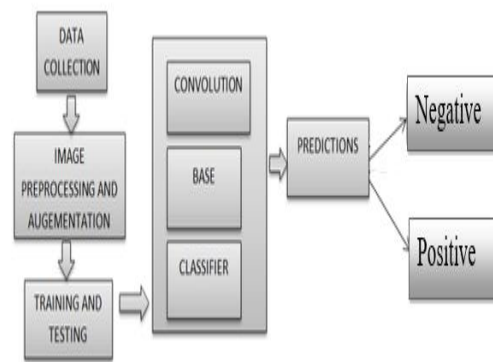 DATA
COLLECTION
IMAGE
PREPROCESSING AND
AUGEMENTATION
TRAINING AND
TESTING
CONVOLUTION
BASE
CLASSIFIER
PREDICTIONS
Negative
Positive